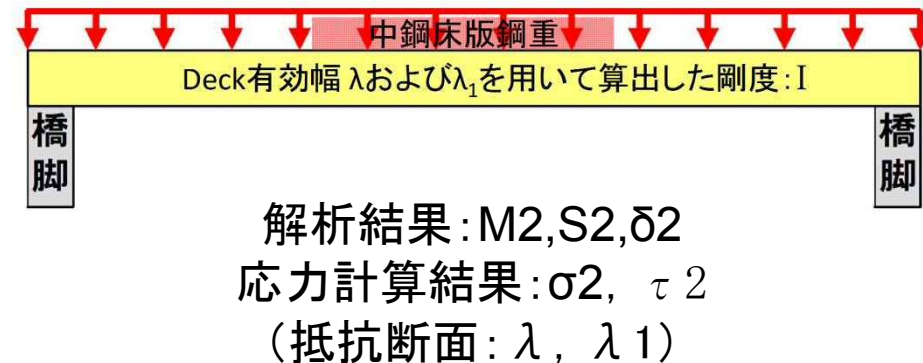 中鋼床版鋼重
Deck有効幅 λおよびλ₁を用いて算出した剛度：I
橋脚
橋脚
解析結果：M2,S2,δ2
応力計算結果：σ2, τ２
（抵抗断面：λ, λ1）